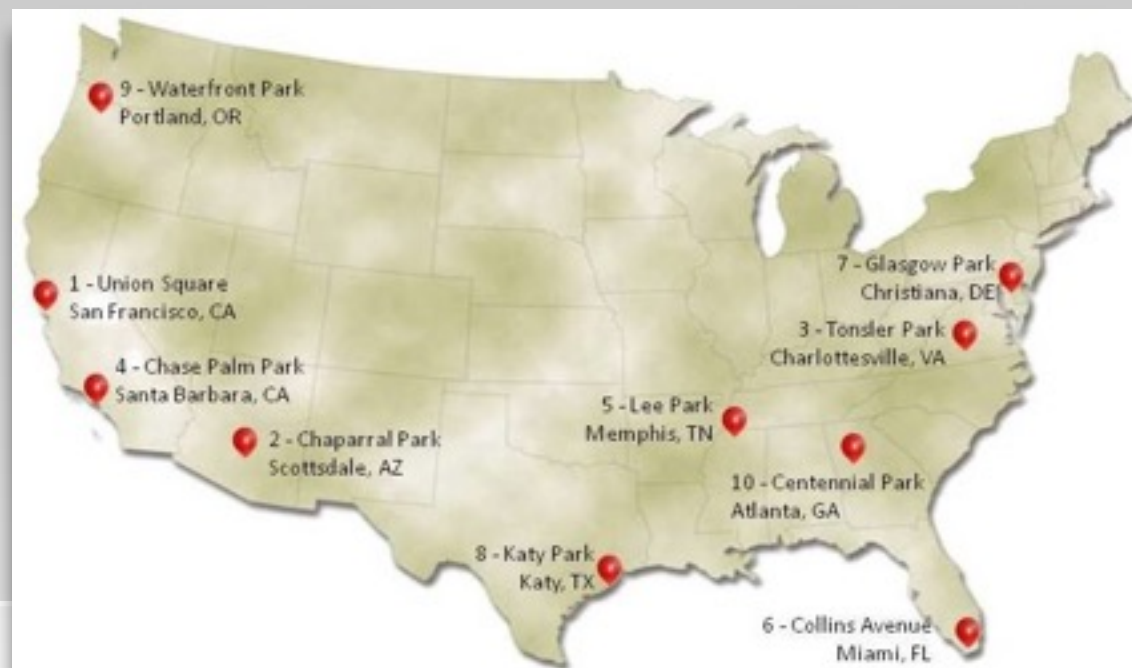 9 - Waterfront Park
Portland, OR
1 - Union Square
San Francisco, CA
4 - Chase Palm Park
Santa Barbara, CA
2 - Chaparral Park
Scottsdale, AZ
7 - Glasgow Park
Christiana, DE
3 - Tonsler Park
Charlottesville, VA
5 - Lee Park
Memphis, TN
10 - Centennial Park
Atlanta, GA
8 - Katy Park
Katy, TX
6 - Collins Avenue
Miami, FL